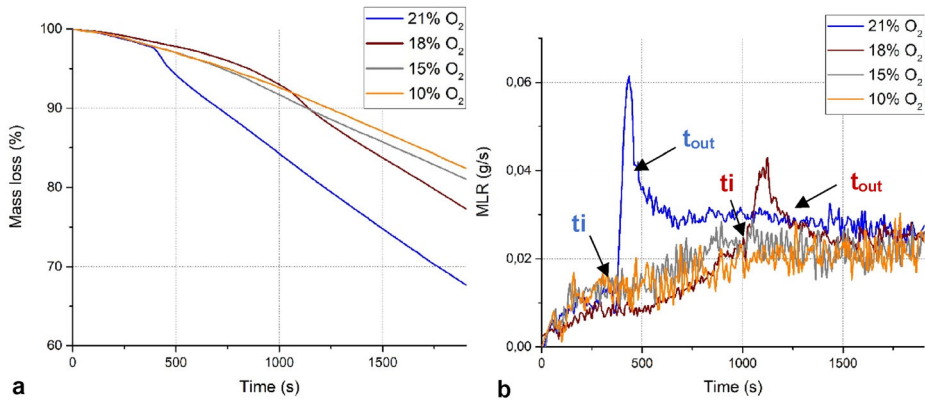 100
90
80
70
60
0
500
1000
1500
Mass loss (%)
Time (s)
21% O2
18% O2
15% O2
10% O2
a
0,06
0,04
0,02
0,00
0
500
1000
1500
MLR (g/s)
Time (s)
21% O2
18% O2
15% O2
10% O2
tout
ti
ti
tout
b